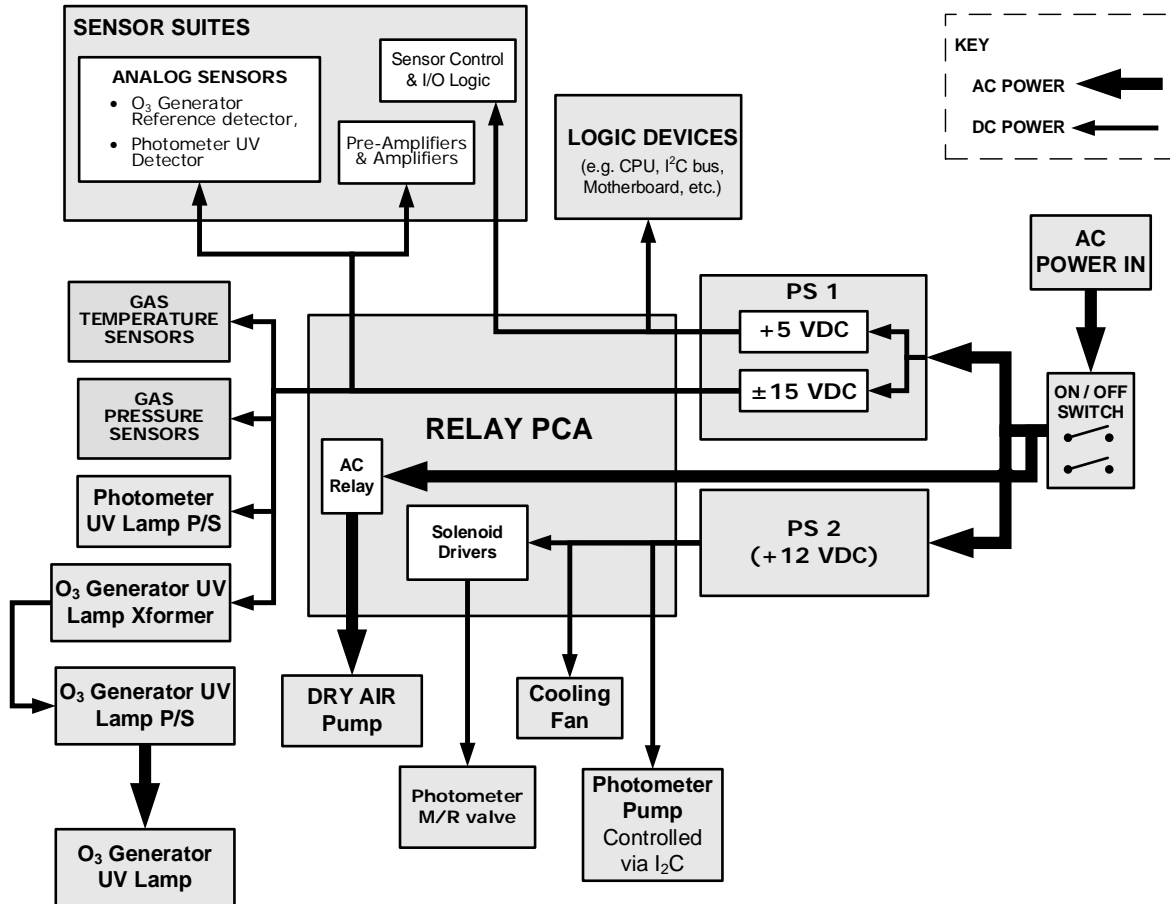 SENSOR SUITES
ANALOG SENSORS
• O₃ Generator
Reference detector,
• Photometer UV
Detector
Sensor Control
& I/O Logic
Pre-Amplifiers
& Amplifiers
LOGIC DEVICES
(e.g. CPU, I²C bus,
Motherboard, etc.)
KEY
AC POWER
DC POWER
AC
POWER IN
GAS
TEMPERATURE
SENSORS
GAS
PRESSURE
SENSORS
Photometer
UV Lamp P/S
O₃ Generator UV
Lamp Xformer
O₃ Generator UV
Lamp P/S
O₃ Generator
UV Lamp
RELAY PCA
AC
Relay
Solenoid
Drivers
PS 1
+5 VDC
±15 VDC
ON / OFF
SWITCH
PS 2
(+12 VDC)
DRY AIR
Pump
Cooling
Fan
Photometer
M/R valve
Photometer
Pump
Controlled
via I₂C